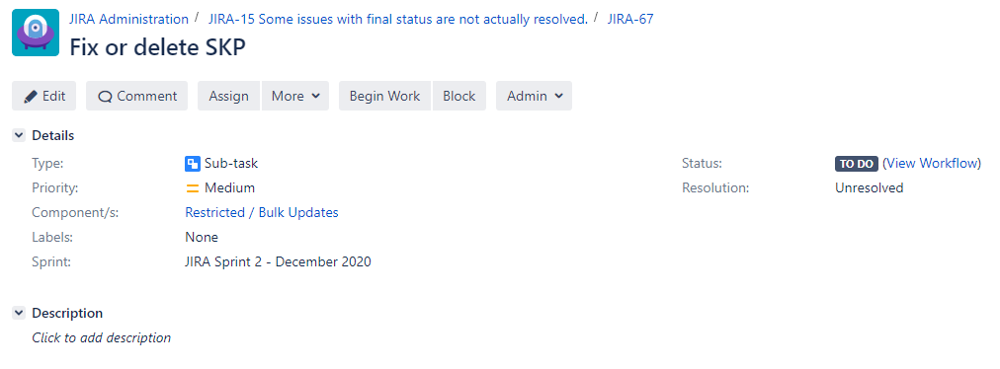 JIRA Administration / JIRA-15 Some issues with final status are not actually resolved. / JIRA-67
Fix or delete SKP
Edit Comment Assign More Begin Work Block Admin
Details
Type: Sub-task Status: TO DO (View Workflow)
Priority: Medium Resolution: Unresolved
Component/s: Restricted / Bulk Updates
Labels: None
Sprint: JIRA Sprint 2 - December 2020
Description
Click to add description